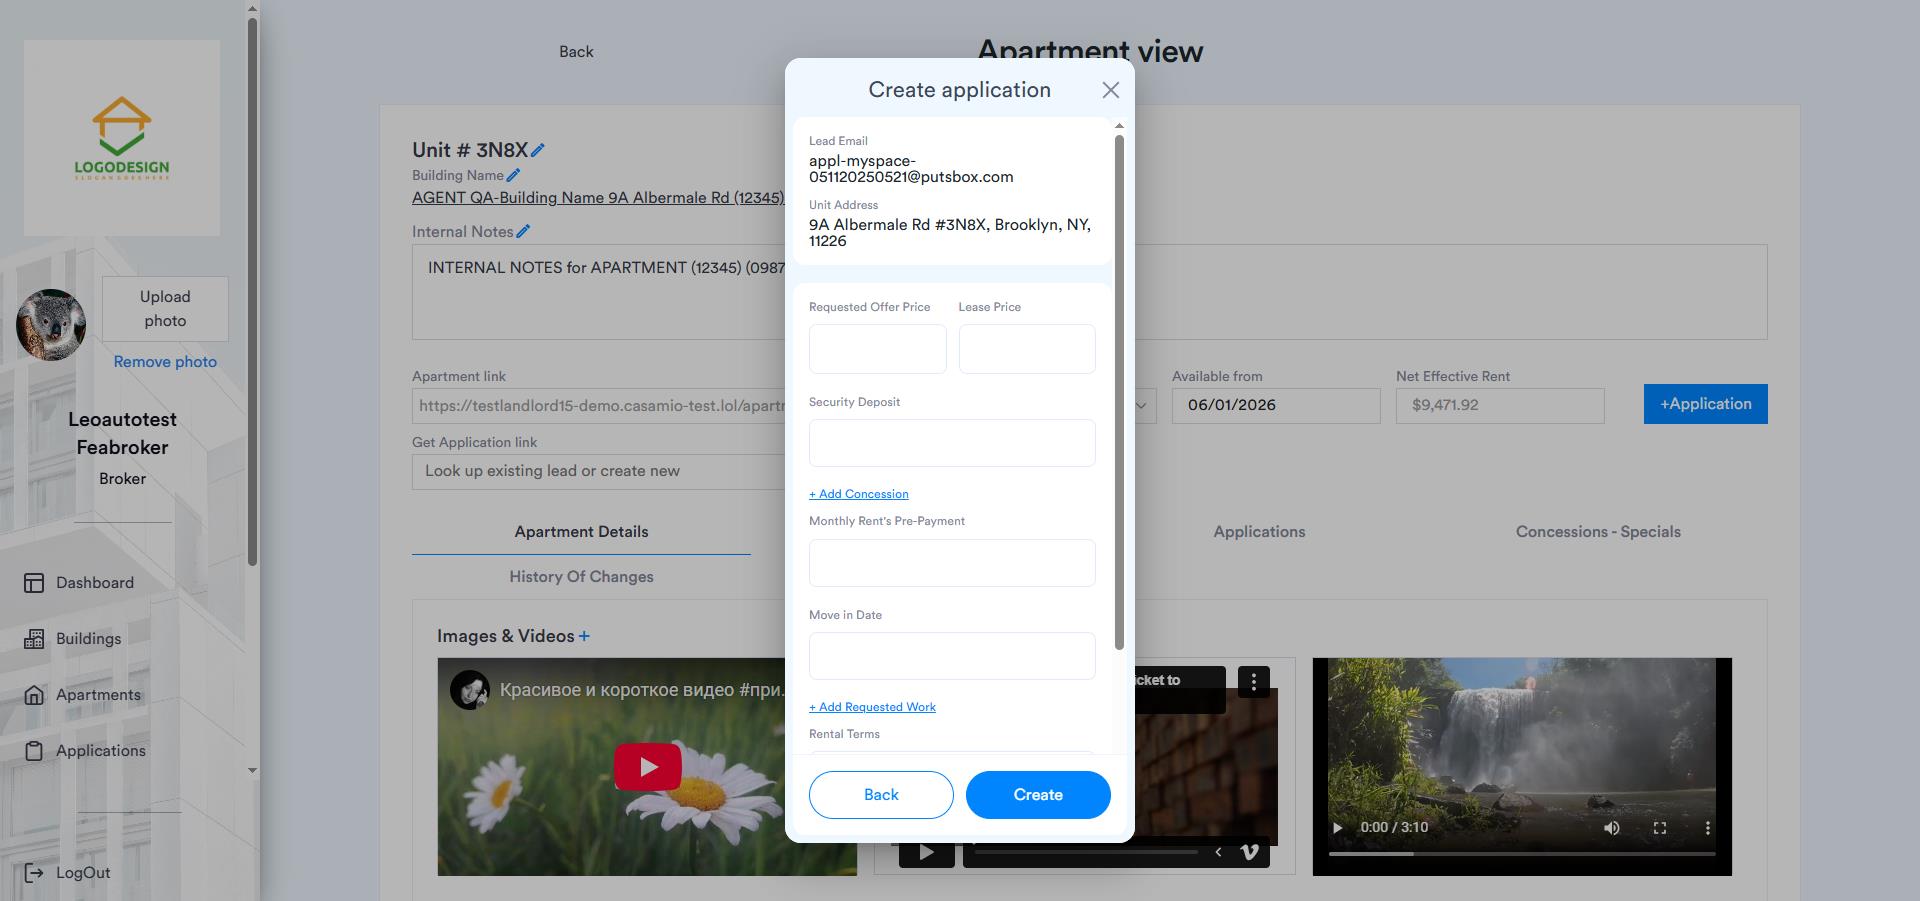 LOGODESIGN
SLOGAN GOES HERE
Upload
photo
Remove photo
Leoautotest
Feabroker
Broker
Dashboard
Buildings
Apartments
Applications
LogOut
Back
Apartment view
Unit # 3N8X
Building Name
AGENT QA-Building Name 9A Albermale Rd (12345)
Internal Notes
INTERNAL NOTES for APARTMENT (12345) (0987
Apartment link
https://testlandlord15-demo.casamio-test.lol/apartr
Available from
06/01/2026
Net Effective Rent
$9,471.92
+Application
Get Application link
Look up existing lead or create new
Apartment Details
Applications
Concessions - Specials
History Of Changes
Images & Videos +
Красивое и короткое видео #при...
icket to
0:00 / 3:10
Create application
Lead Email
appl-myspace-
051120250521@putsbox.com
Unit Address
9A Albermale Rd #3N8X, Brooklyn, NY,
11226
Requested Offer Price
Lease Price
Security Deposit
+ Add Concession
Monthly Rent's Pre-Payment
Move in Date
+ Add Requested Work
Rental Terms
Back
Create